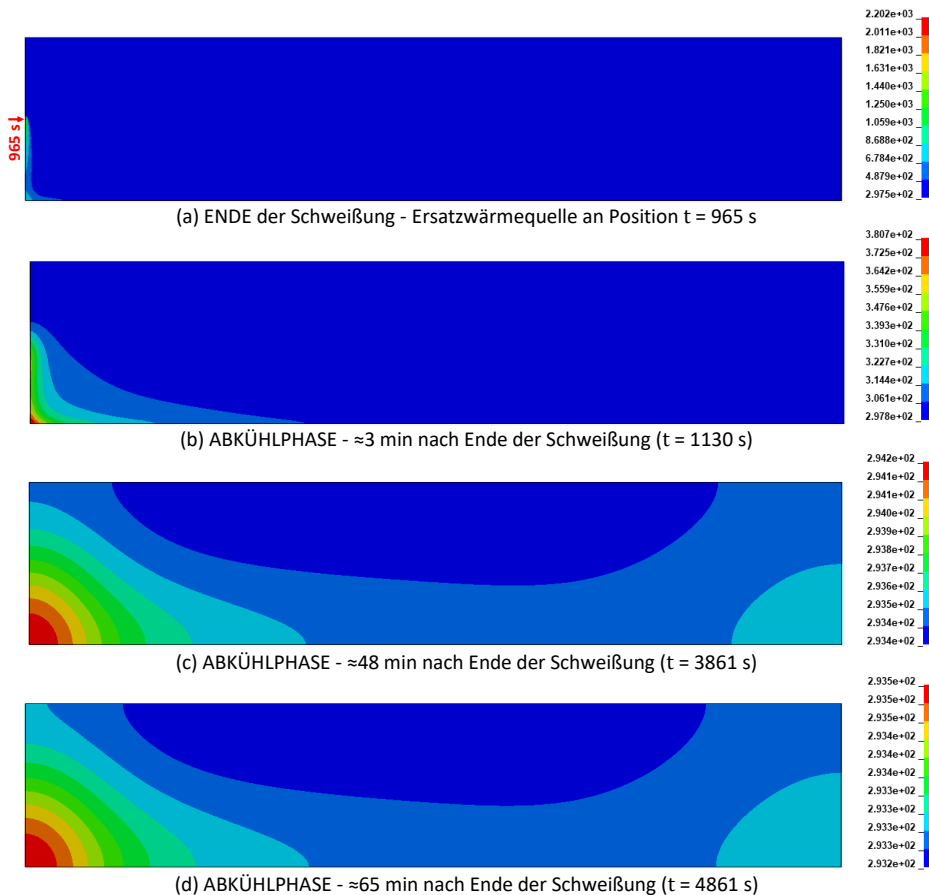 2.202e+03
2.011e+03
1.821e+03
1.631e+03
1.440e+03
1.250e+03
1.059e+03
8.688e+02
6.784e+02
4.879e+02
2.975e+02
965 s
(a) ENDE der Schweißung - Ersatzwärmequelle an Position t = 965 s
3.807e+02
3.725e+02
3.642e+02
3.559e+02
3.476e+02
3.393e+02
3.310e+02
3.227e+02
3.144e+02
3.061e+02
2.978e+02
(b) ABKÜHLPHASE - ≈3 min nach Ende der Schweißung (t = 1130 s)
2.942e+02
2.941e+02
2.941e+02
2.940e+02
2.939e+02
2.938e+02
2.937e+02
2.936e+02
2.935e+02
2.934e+02
2.934e+02
(c) ABKÜHLPHASE - ≈48 min nach Ende der Schweißung (t = 3861 s)
2.935e+02
2.935e+02
2.934e+02
2.934e+02
2.934e+02
2.934e+02
2.933e+02
2.933e+02
2.933e+02
2.933e+02
2.932e+02
(d) ABKÜHLPHASE - ≈65 min nach Ende der Schweißung (t = 4861 s)